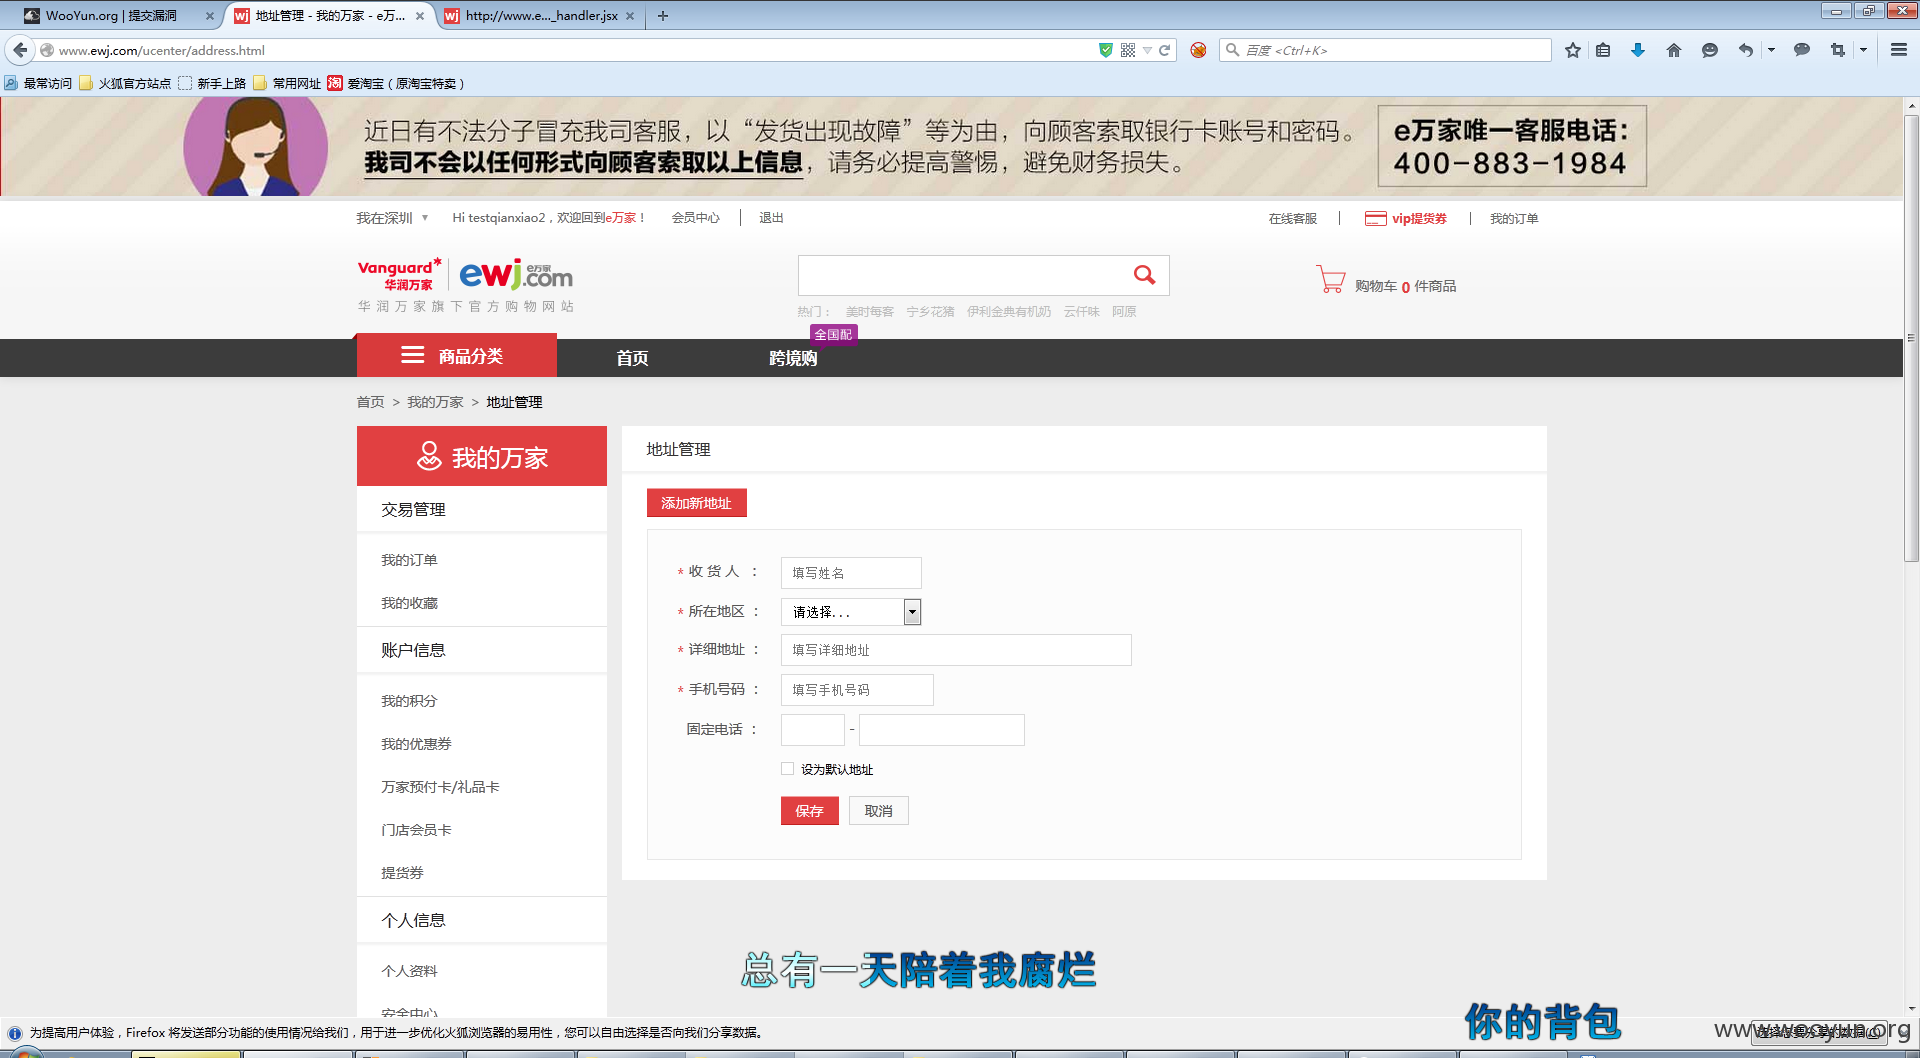 WooYun.org | 提交漏洞
地址管理 - 我的万家 - e万...
http://www.e..._handler.jsx
www.ewj.com/ucenter/address.html
百度 <Ctrl+K>
最常访问 火狐官方站点 新手上路 常用网址 爱淘宝（原淘宝特卖）
近日有不法分子冒充我司客服，以“发货出现故障”等为由，向顾客索取银行卡账号和密码。
我司不会以任何形式向顾客索取以上信息，请务必提高警惕，避免财务损失。
e万家唯一客服电话：
400-883-1984
我在深圳 Hi testqianxiao2，欢迎回到e万家！ 会员中心 | 退出
在线客服 | vip提货券 | 我的订单
Vanguard 华润万家 ewj.com e万家
华润万家旗下官方购物网站
购物车 0 件商品
热门： 美时每客 宁乡花猪 伊利金典有机奶 云仟味 阿原
全国配
商品分类 首页 跨境购
首页 > 我的万家 > 地址管理
我的万家
交易管理
我的订单
我的收藏
账户信息
我的积分
我的优惠券
万家预付卡/礼品卡
门店会员卡
提货券
个人信息
个人资料
安全中心
地址管理
添加新地址
* 收货人 ： 填写姓名
* 所在地区 ： 请选择...
* 详细地址 ： 填写详细地址
* 手机号码 ： 填写手机号码
固定电话 ： -
设为默认地址
保存 取消
总有一天陪着我腐烂
你的背包
为提高用户体验，Firefox 将发送部分功能的使用情况给我们，用于进一步优化火狐浏览器的易用性，您可以自由选择是否向我们分享数据。
www.wooyun.org